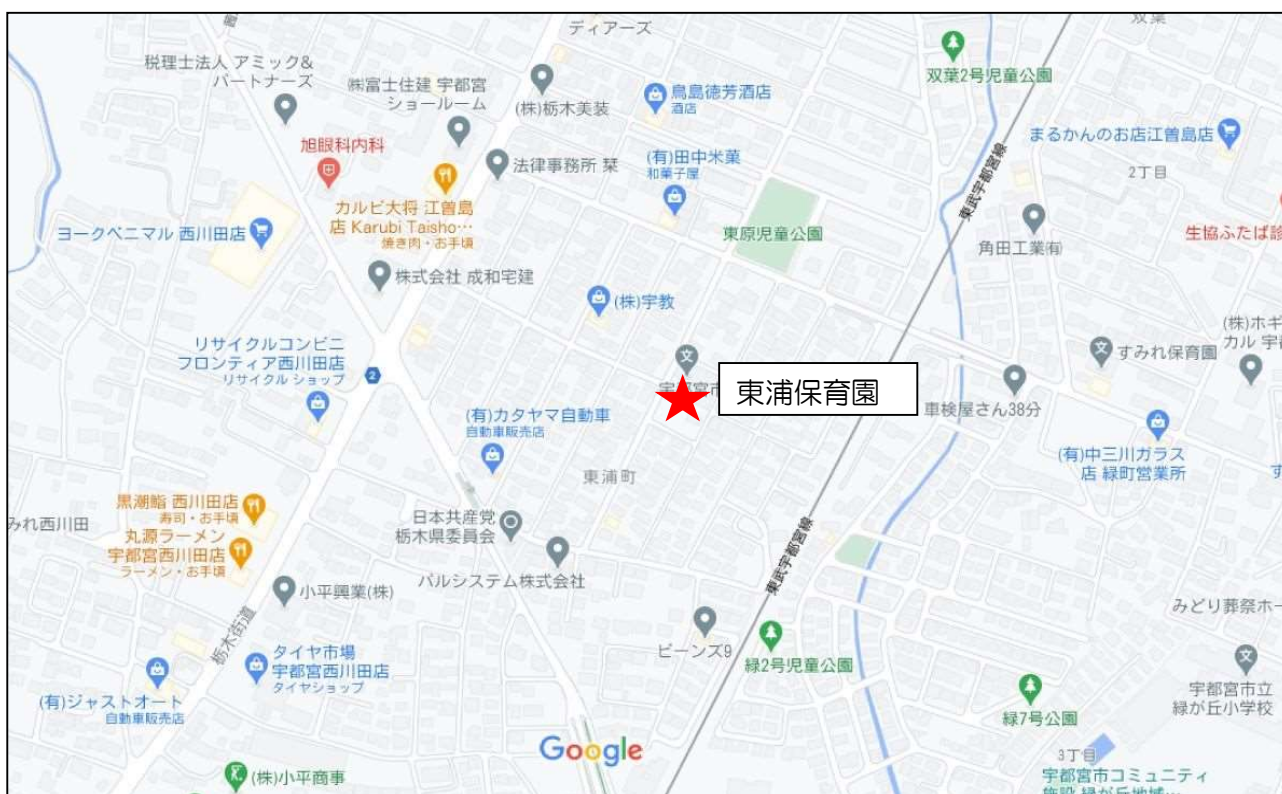 ディアーズ
双葉
税理士法人 アミック&
パートナーズ
㈱富士住建 宇都宮
ショールーム
(株)栃木美装
鳥島德芳酒店
酒店
双葉2号児童公園
旭眼科内科
法律事務所 栞
(有)田中米菓
和菓子屋
まるかんのお店江曽島店
2丁目
カルビ大将 江曽島
店 Karubi Taisho…
焼き肉・お手頃
ヨークベニマル 西川田店
東原児童公園
東武宇都宮線
角田工業㈲
生協ふたば診
株式会社 成和宅建
(株)宇教
リサイクルコンビニ
フロンティア西川田店
リサイクル ショップ
2
宇都宮市
東浦保育園
すみれ保育園
(株)ホギ
カル 宇都
車検屋さん38分
(有)カタヤマ自動車
自動車販売店
東浦町
(有)中三川ガラス
店 緑町営業所
す
黒潮鮨 西川田店
寿司・お手頃
みれ西川田
丸源ラーメン
宇都宮西川田店
ラーメン・お手頃
日本共産党
栃木県委員会
パルシステム株式会社
東武宇都宮線
小平興業(株)
栃木街道
みどり葬祭ホー
ビーンズ9
緑2号児童公園
タイヤ市場
宇都宮西川田店
タイヤショップ
(有)ジャストオート
自動車販売店
宇都宮市立
緑が丘小学校
緑7号公園
Google
3丁目
(株)小平商事
宇都宮市コミュニティ
施設 緑が丘地域…